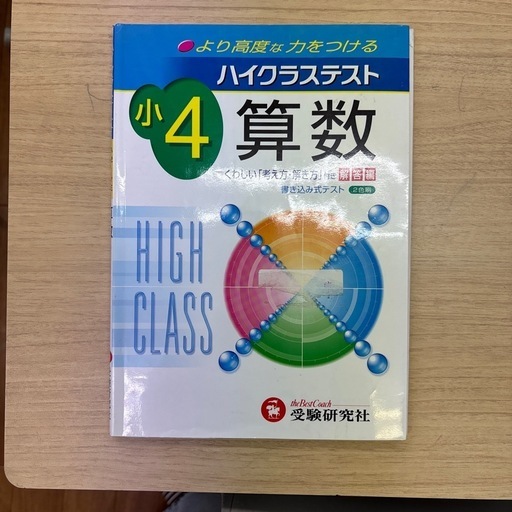 より高度な力をつける
ハイクラステスト
小4 算数
くわしい「考え方・解き方」
解答編
書き込み式テスト 2色刷
HIGH
CLASS
the Best Coach
受験研究社